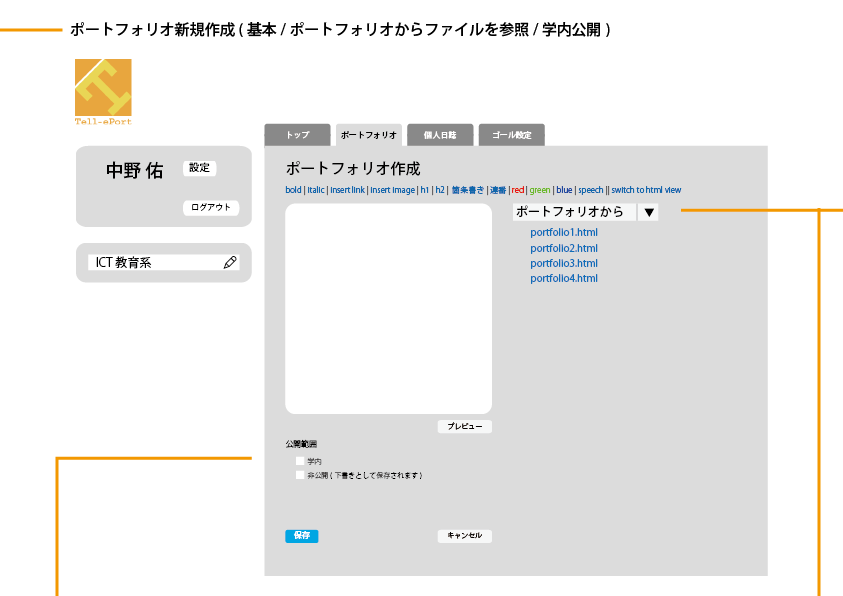 ポートフォリオ新規作成 ( 基本 / ポートフォリオからファイルを参照 / 学内公開 )
Tell-ePort
トップ ポートフォリオ 個人日誌 ゴール設定
中野 佑 設定
ログアウト
ICT 教育系
ポートフォリオ作成
bold | italic | insert link | insert image | h1 | h2 | 箇条書き | 連番 | red | green | blue | speech || switch to html view
ポートフォリオから ▼
portfolio1.html
portfolio2.html
portfolio3.html
portfolio4.html
プレビュー
公開範囲
学内
非公開 ( 下書きとして保存されます )
保存 キャンセル